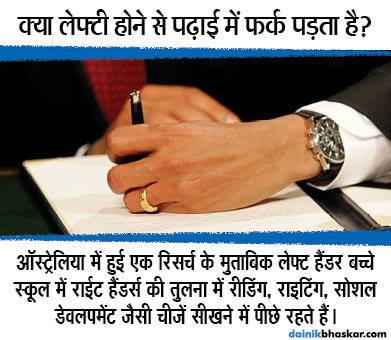 क्या लेफ्टी होने से पढ़ाई में फर्क पड़ता है?
ऑस्ट्रेलिया में हुई एक रिसर्च के मुताबिक लेफ्ट हैंडर बच्चे
स्कूल में राईट हैंडर्स की तुलना में रीडिंग, राइटिंग, सोशल
डेवलपमेंट जैसी चीजें सीखने में पीछे रहते हैं।
dainikbhaskar.com